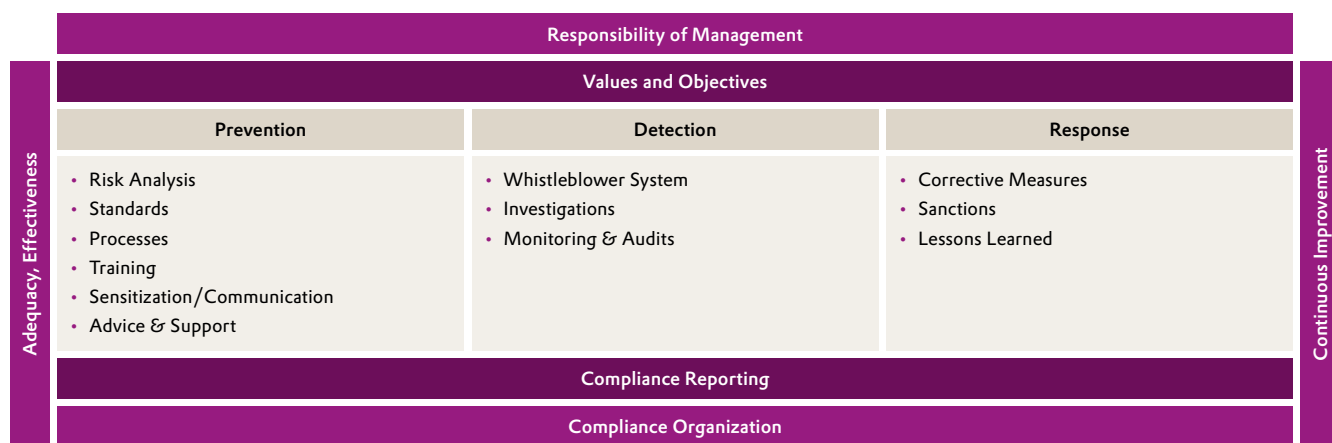 Responsibility of Management
Adequacy, Effectiveness
Values and Objectives
Prevention
Risk Analysis
Standards
Processes
Training
Sensitization/Communication
Advice & Support
Detection
Whistleblower System
Investigations
Monitoring & Audits
Response
Corrective Measures
Sanctions
Lessons Learned
Continuous Improvement
Compliance Reporting
Compliance Organization